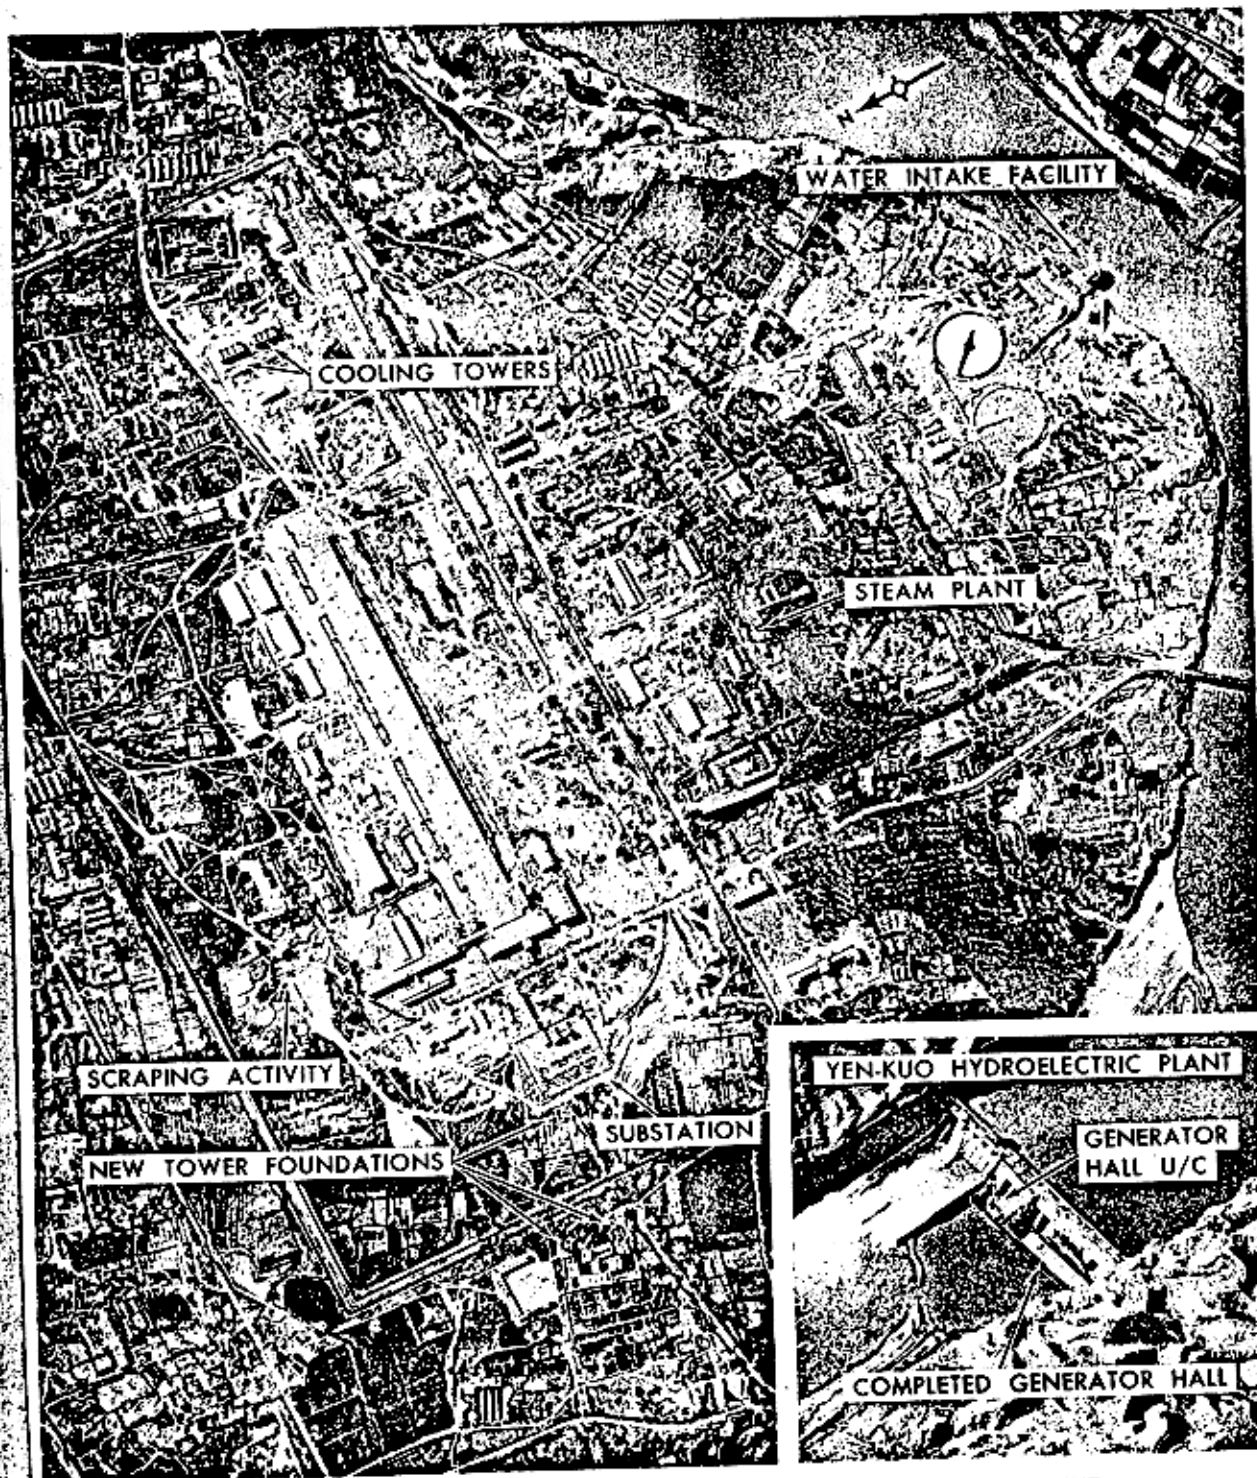 N
WATER INTAKE FACILITY
COOLING TOWERS
STEAM PLANT
SCRAPING ACTIVITY
SUBSTATION
NEW TOWER FOUNDATIONS
YEN-KUO HYDROELECTRIC PLANT
GENERATOR
HALL U/C
COMPLETED GENERATOR HALL